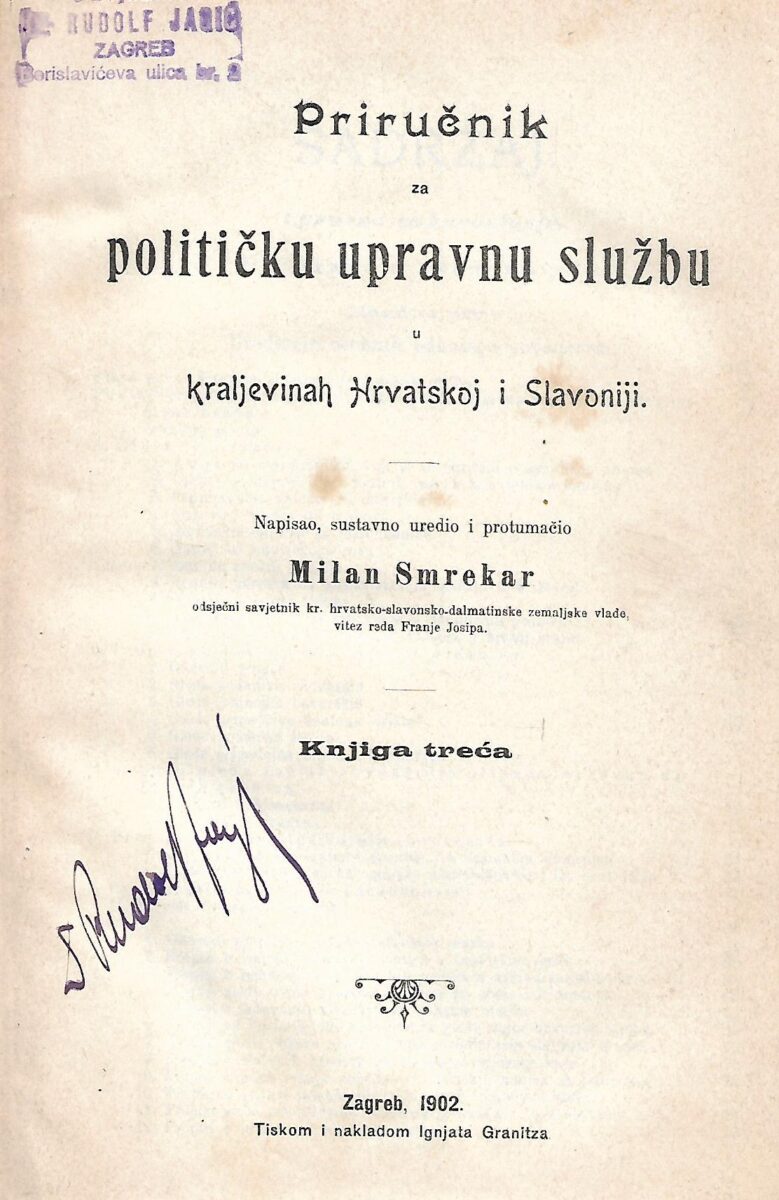 RUDOLF JARIĆ
ZAGREB
Borislavićeva ulica br. 2
Priručnik
za
političku upravnu službu
u
kraljevinah Hrvatskoj i Slavoniji.
Napisao, sustavno uredio i protumačio
Milan Smrekar
odsječni savjetnik kr. hrvatsko-slavonsko-dalmatinske zemaljske vlade,
vitez reda Franje Josipa.
Knjiga treća
Rudolf
Zagreb, 1902.
Tiskom i nakladom Ignjata Granitza